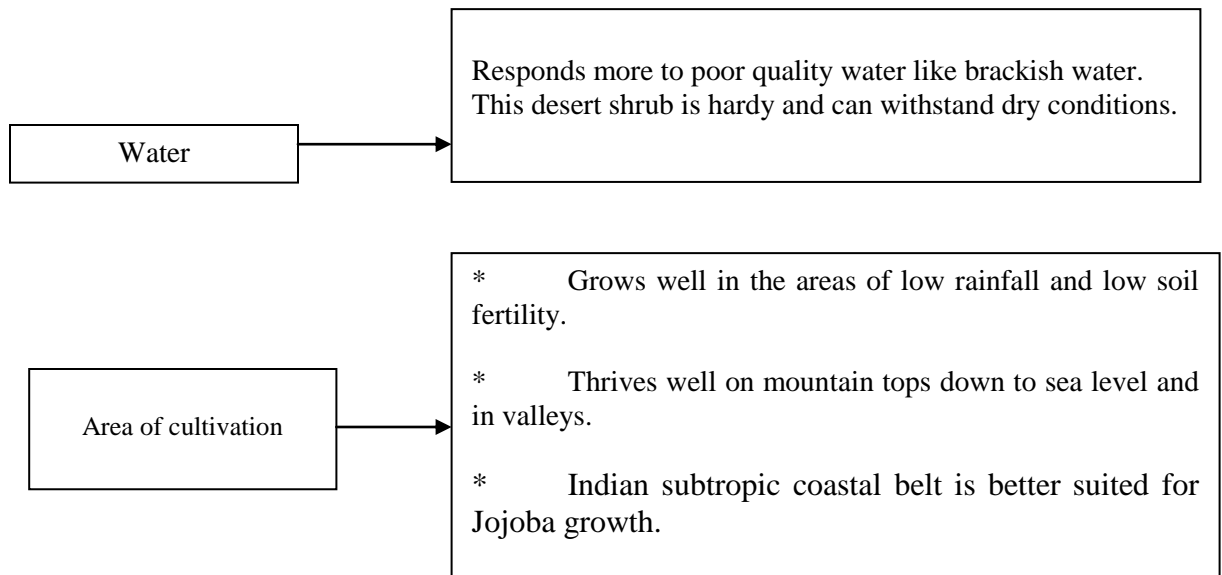 Water
Responds more to poor quality water like brackish water.
This desert shrub is hardy and can withstand dry conditions.
Area of cultivation
* Grows well in the areas of low rainfall and low soil
fertility.
* Thrives well on mountain tops down to sea level and
in valleys.
* Indian subtropic coastal belt is better suited for
Jojoba growth.